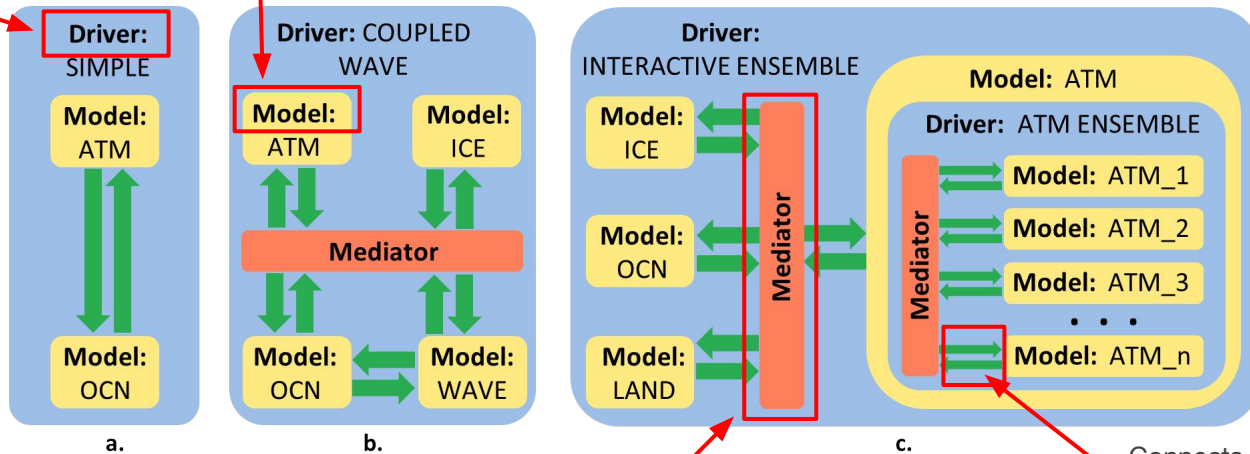 Driver:
SIMPLE
Model:
ATM
Model:
OCN
a.
Driver: COUPLED
WAVE
Model:
ATM
Model:
ICE
Mediator
Model:
OCN
Model:
WAVE
b.
Driver:
INTERACTIVE ENSEMBLE
Model:
ICE
Model:
OCN
Model:
LAND
Mediator
Model: ATM
Driver: ATM ENSEMBLE
Mediator
Model: ATM_1
Model: ATM_2
Model: ATM_3
. . .
Model: ATM_n
c.
Connects